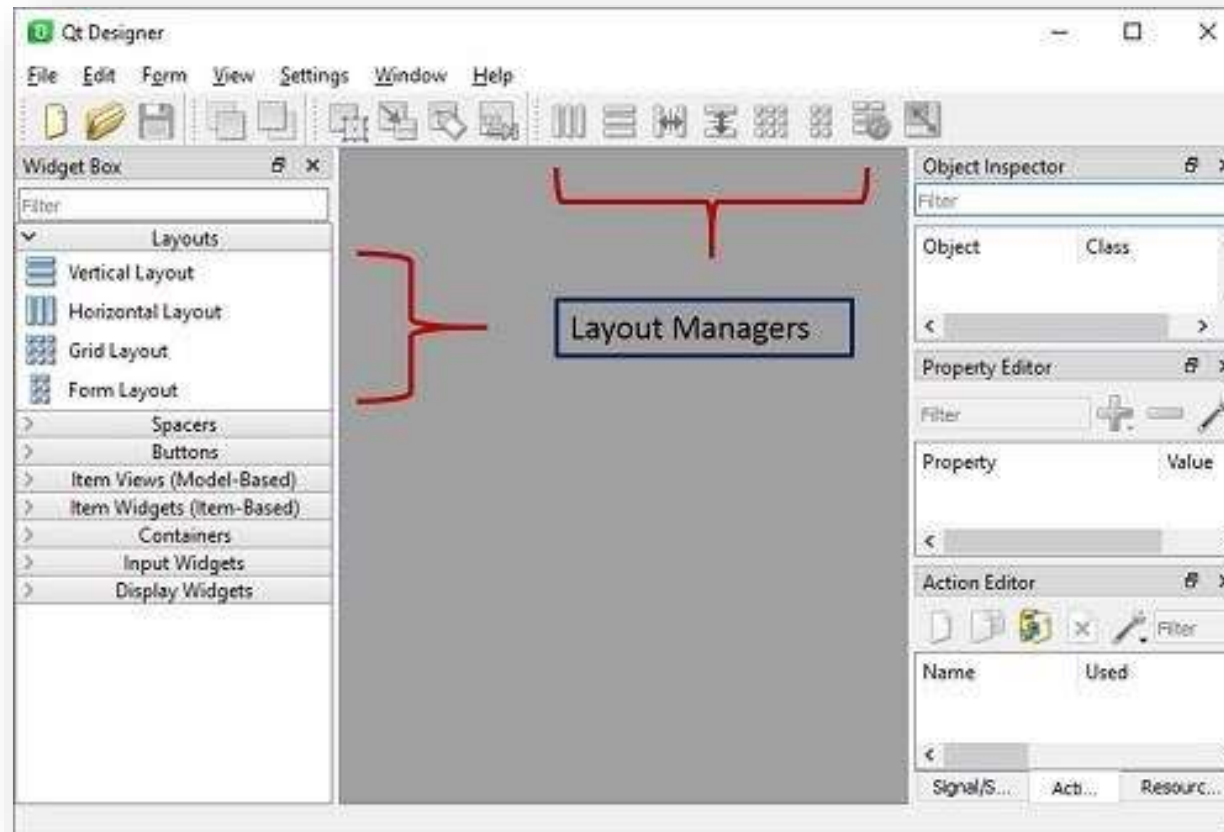 Qt Designer
File Edit Form View Settings Window Help
Widget Box
Filter
Layouts
Vertical Layout
Horizontal Layout
Grid Layout
Form Layout
Spacers
Buttons
Item Views (Model-Based)
Item Widgets (Item-Based)
Containers
Input Widgets
Display Widgets
Layout Managers
Object Inspector
Filter
Object Class
Property Editor
Filter
Property Value
Action Editor
Filter
Name Used
Signal/S... Acti... Resourc...